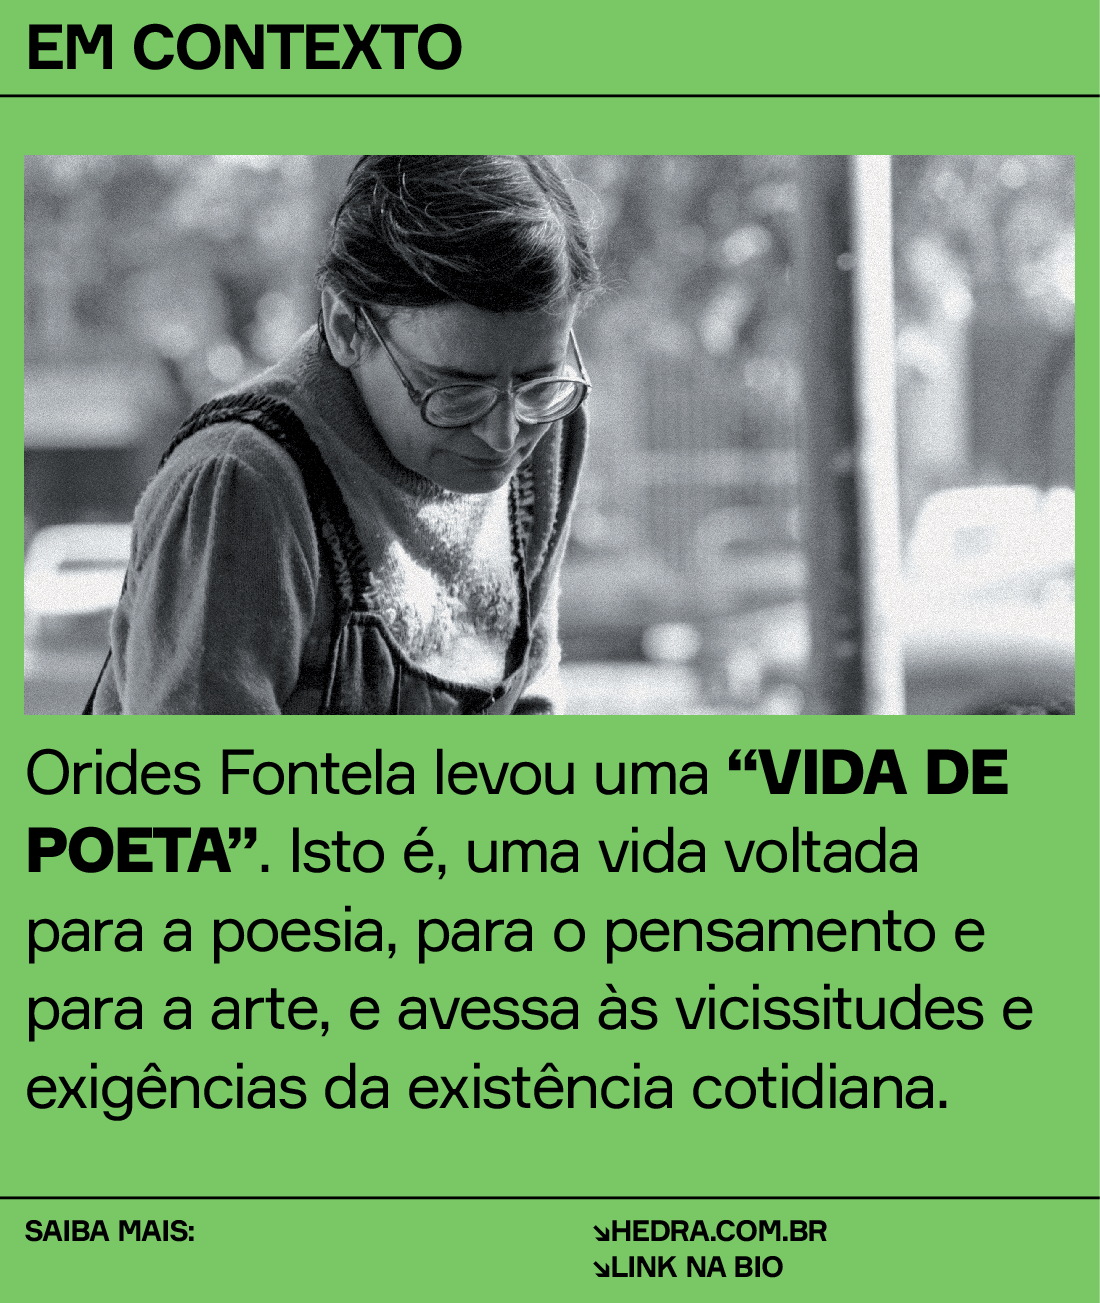 EM CONTEXTO
Orides Fontela levou uma “VIDA DE
POETA”. Isto é, uma vida voltada
para a poesia, para o pensamento e
para a arte, e avessa às vicissitudes e
exigências da existência cotidiana.
SAIBA MAIS:
↘HEDRA.COM.BR
↘LINK NA BIO